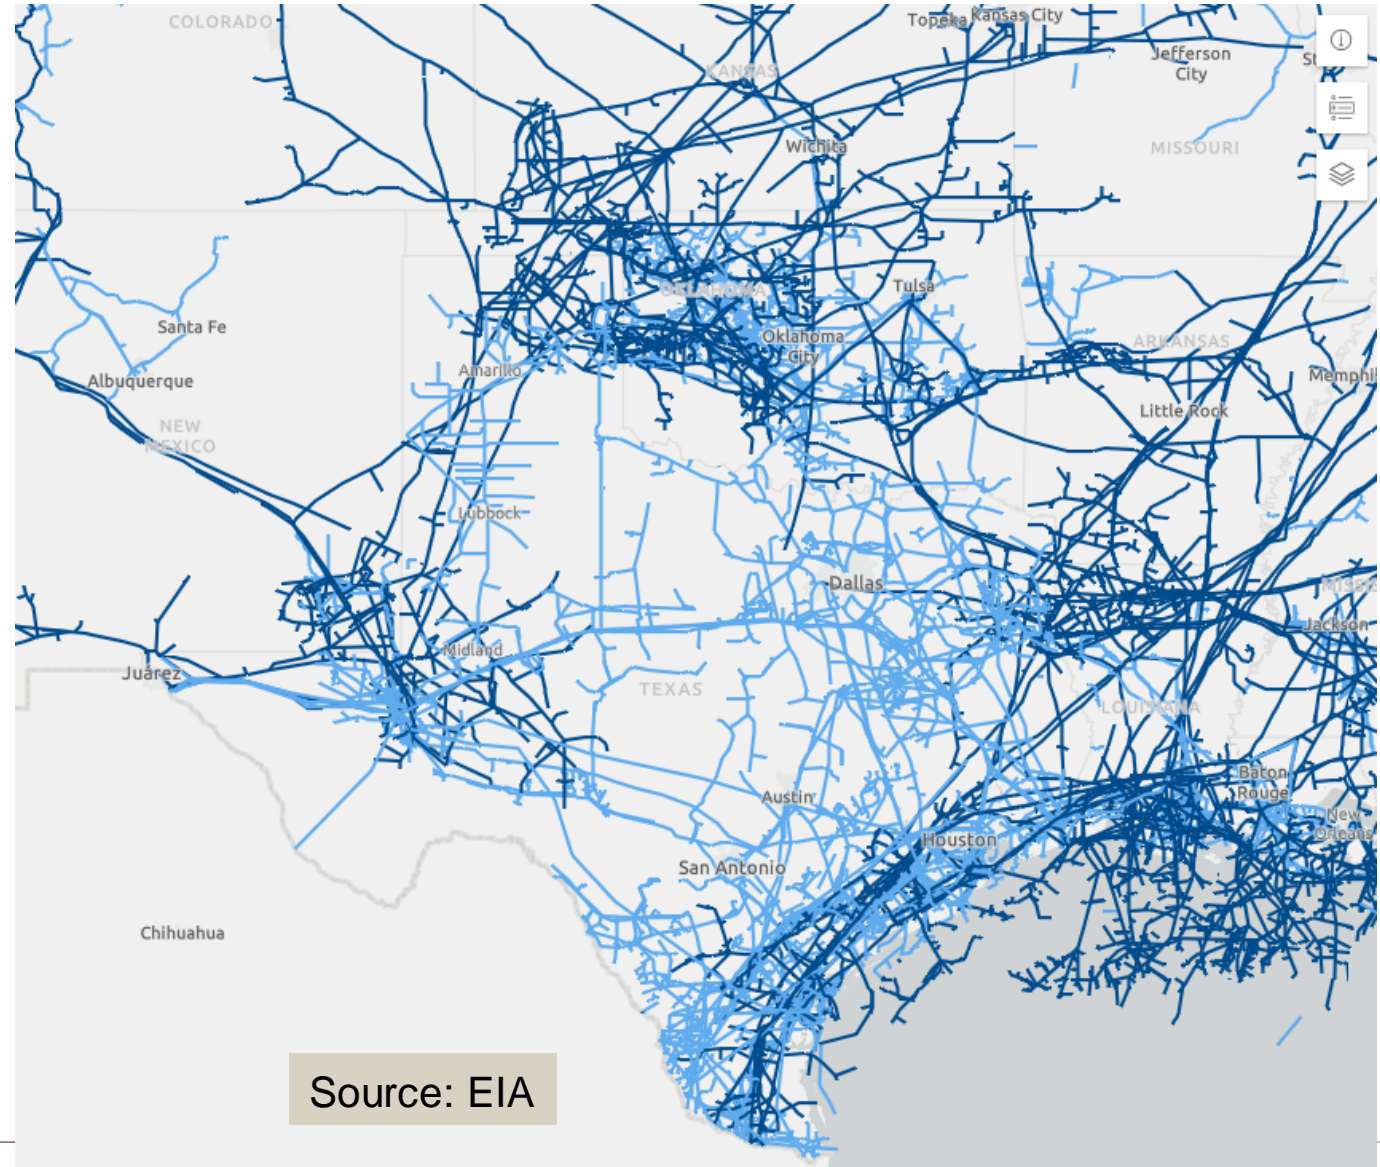 COLORADO
Topeka
Kansas City
Jefferson
City
KANSAS
Wichita
MISSOURI
Tulsa
OKLAHOMA
Santa Fe
Oklahoma
City
ARKANSAS
Amarillo
Albuquerque
Memphis
Little Rock
NEW
MEXICO
Lubbock
Dallas
Jackson
Midland
Juárez
TEXAS
LOUISIANA
Baton
Rouge
Austin
New
Orleans
Houston
San Antonio
Chihuahua
Source: EIA